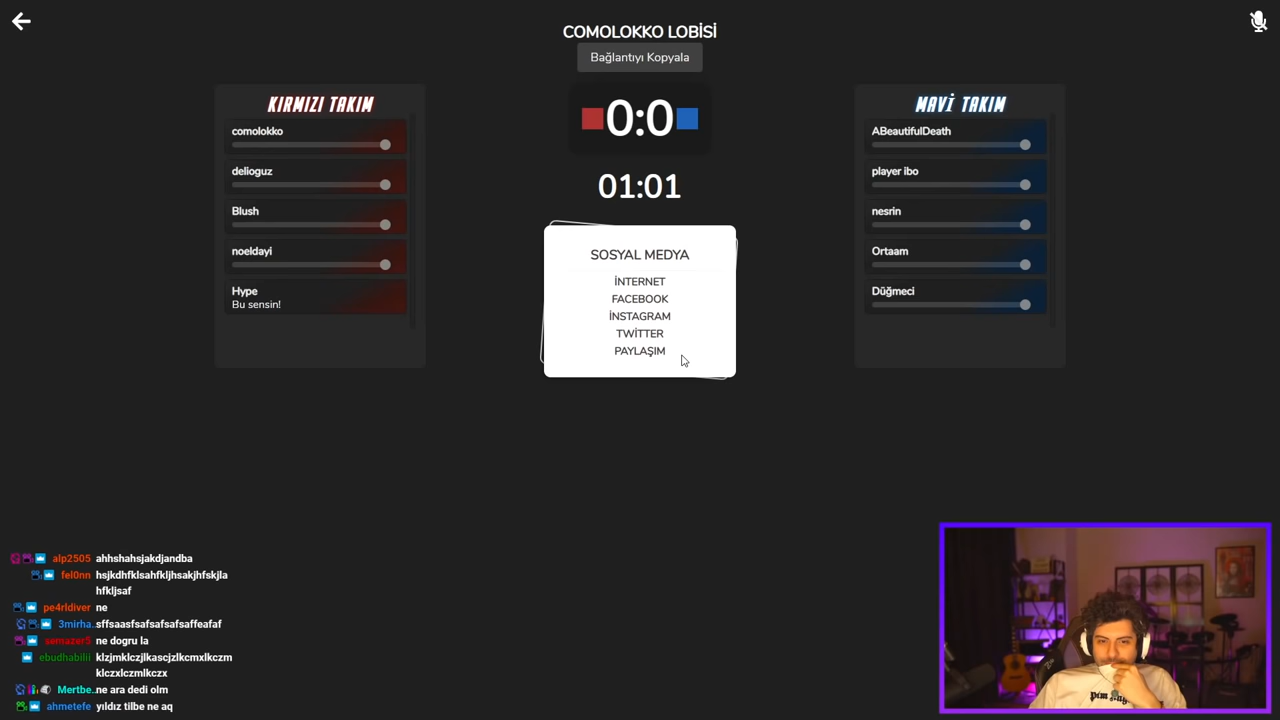 COMOLOKKO LOBİSİ
Bağlantıyı Kopyala
KIRMIZI TAKIM
comolokko
delioguz
Blush
noeldayi
Hype
Bu sensin!
0:0
01:01
SOSYAL MEDYA
İNTERNET
FACEBOOK
İNSTAGRAM
TWİTTER
PAYLAŞIM
MAVİ TAKIM
ABeautifulDeath
player ibo
nesrin
Ortaam
Düğmeci
alp2505 ahhshahsjakdjandba
fel0nn hsjkdhfklsahfkljhsakjhfskjla
hfkljsaf
pe4rldiver ne
3mirha.. sffsaasfsafsafsafsaffeafaf
semazer5 ne dogru la
ebudhabilii klzjmklczjlkascjzlkcmxlkczm
klczxlczmlkczx
Mertbe.. ne ara dedi olm
ahmetefe yıldız tilbe ne aq